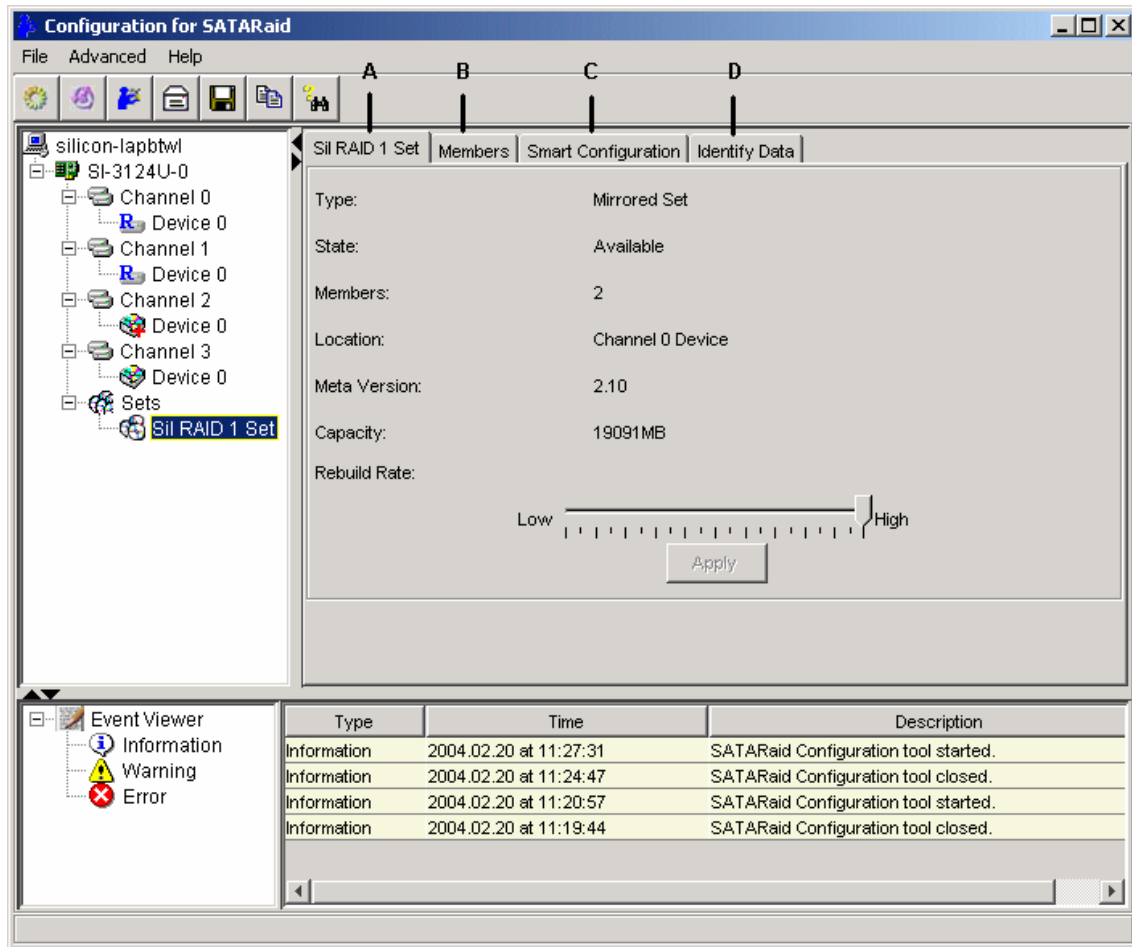 Configuration for SATARaid
File Advanced Help
A B C D
silicon-lapbtwl
SI-3124U-0
Channel 0
R Device 0
Channel 1
R Device 0
Channel 2
Device 0
Channel 3
Device 0
Sets
Sil RAID 1 Set
Sil RAID 1 Set Members Smart Configuration Identify Data
Type: Mirrored Set
State: Available
Members: 2
Location: Channel 0 Device
Meta Version: 2.10
Capacity: 19091MB
Rebuild Rate:
Low High
Apply
Event Viewer
Information
Warning
Error
Type Time Description
Information 2004.02.20 at 11:27:31 SATARaid Configuration tool started.
Information 2004.02.20 at 11:24:47 SATARaid Configuration tool closed.
Information 2004.02.20 at 11:20:57 SATARaid Configuration tool started.
Information 2004.02.20 at 11:19:44 SATARaid Configuration tool closed.